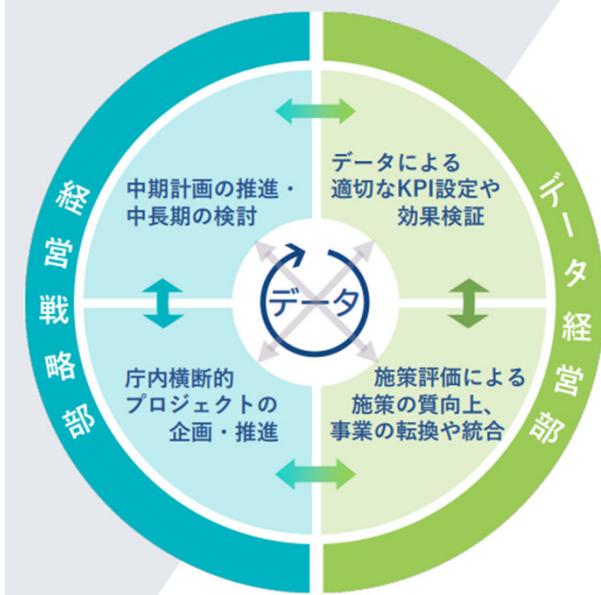 経営戦略部
中期計画の推進・
中長期の検討
庁内横断的
プロジェクトの
企画・推進
データ
データによる
適切なKPI設定や
効果検証
施策評価による
施策の質向上、
事業の転換や統合
データ経営部